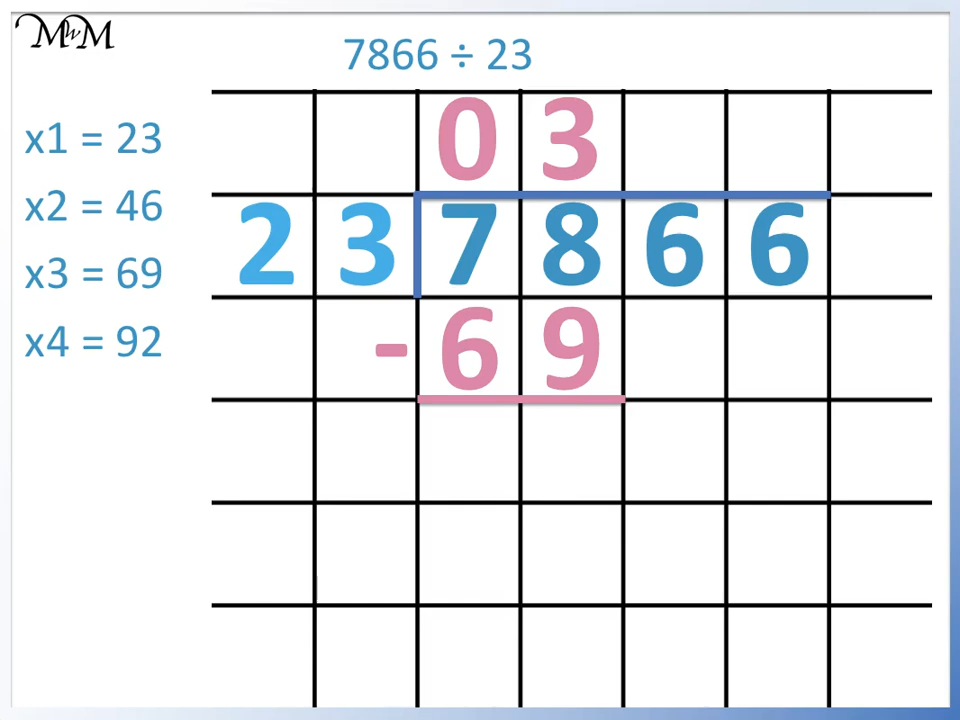 MWM
7866 ÷ 23
x1 = 23
x2 = 46
x3 = 69
x4 = 92
0 3
2 3 7 8 6 6
- 6 9